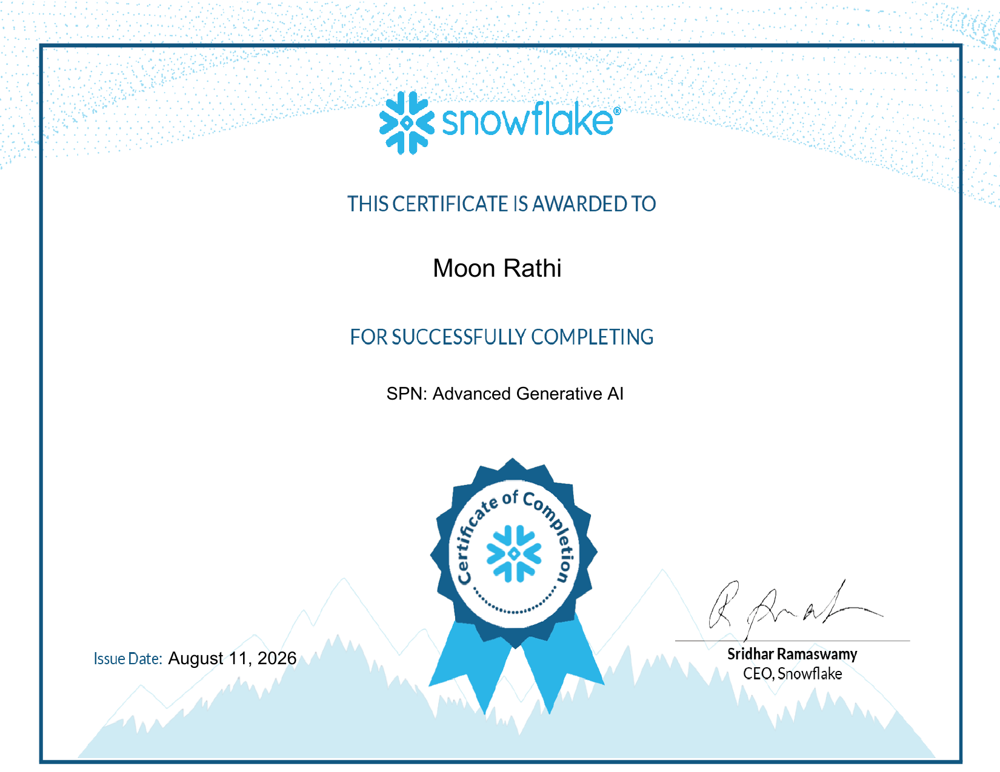 snowflake®
THIS CERTIFICATE IS AWARDED TO
Moon Rathi
FOR SUCCESSFULLY COMPLETING
SPN: Advanced Generative AI
Certificate of Completion
Issue Date: August 11, 2026
Sridhar Ramaswamy
CEO, Snowflake